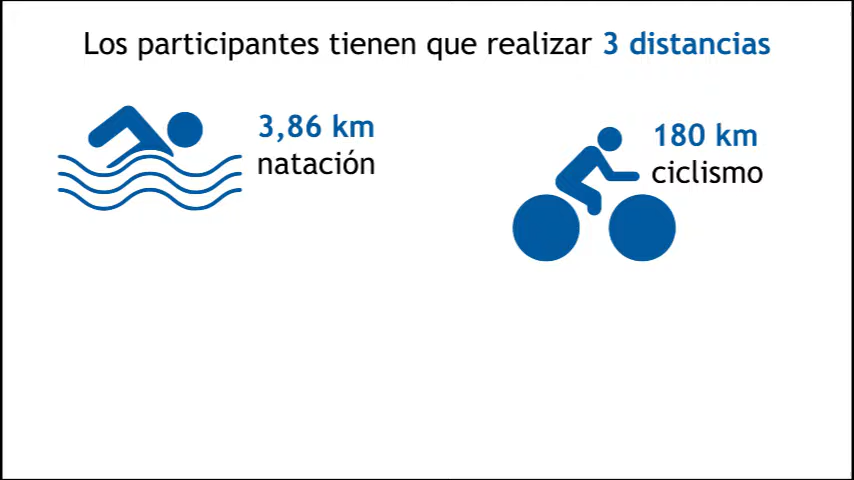 Los participantes tienen que realizar 3 distancias
3,86 km
natación
180 km
ciclismo